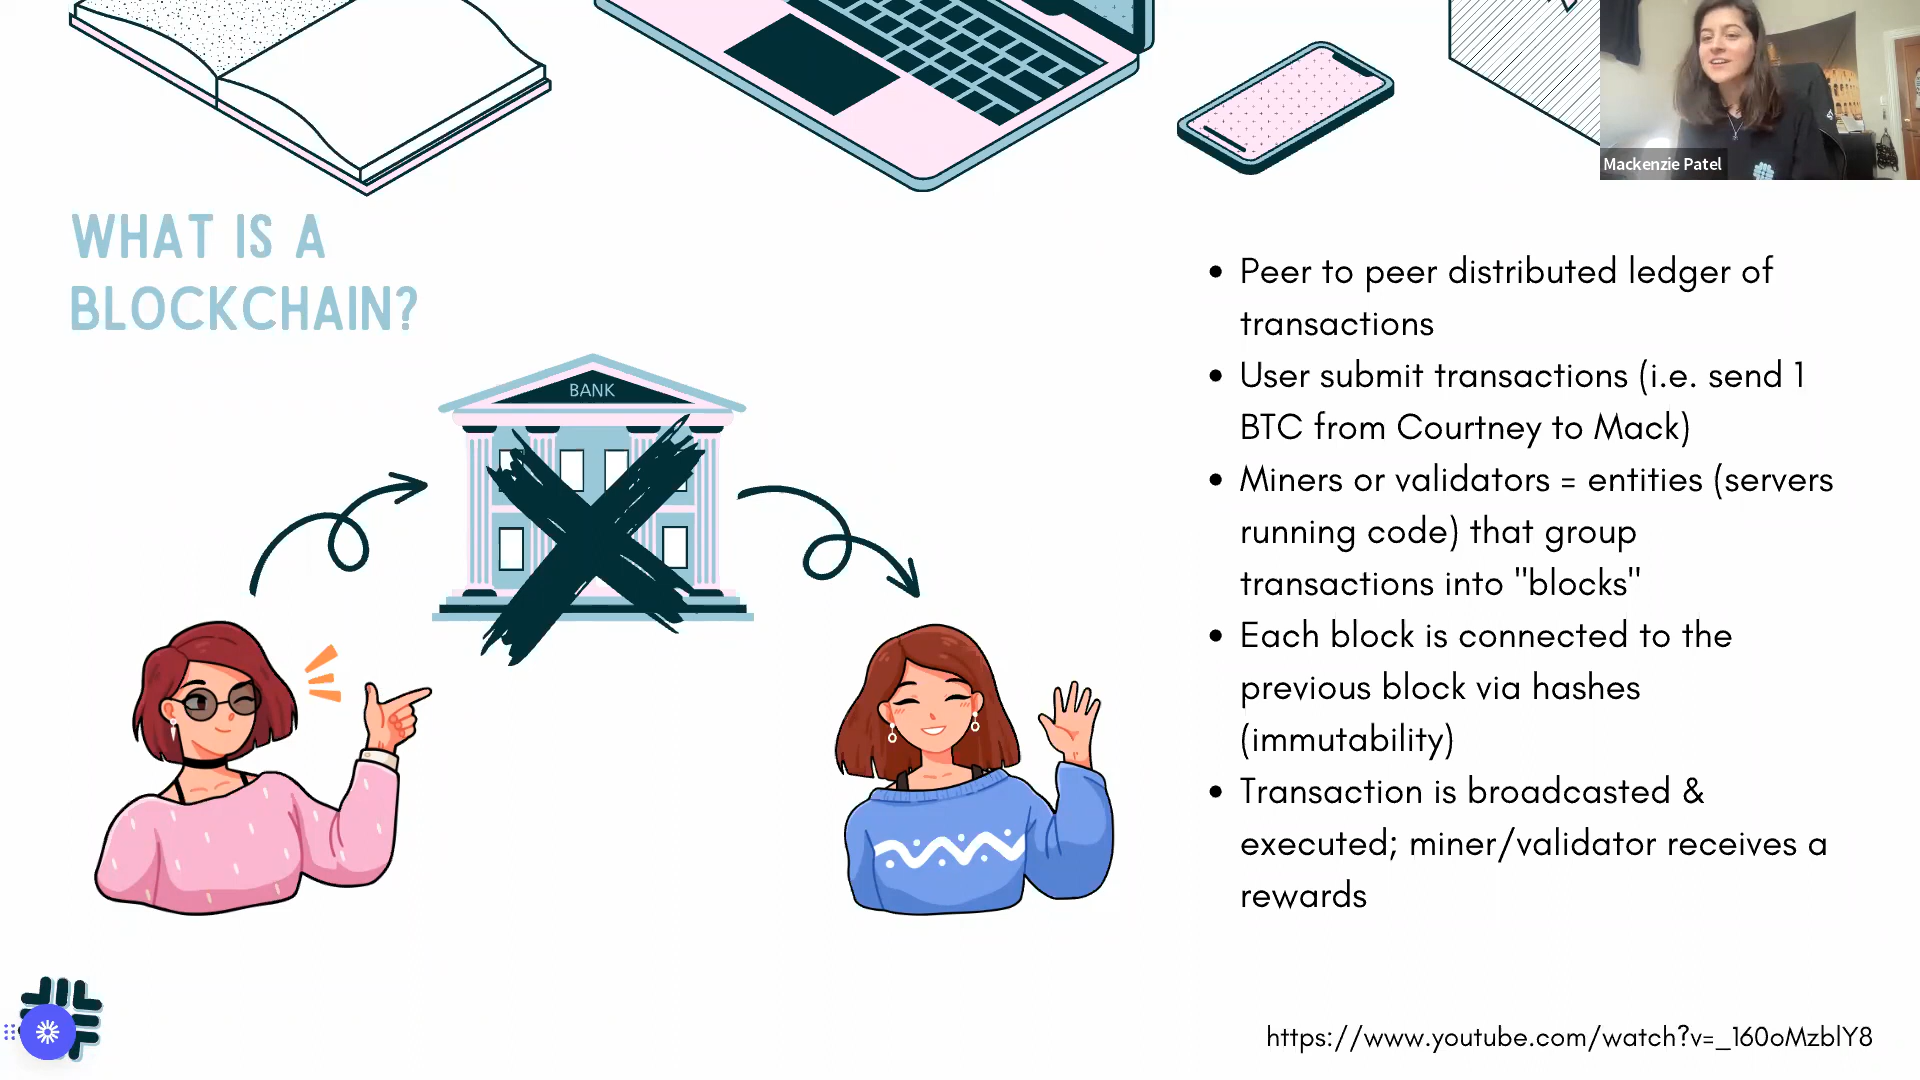 Mackenzie Patel
WHAT IS A
BLOCKCHAIN?
BANK
• Peer to peer distributed ledger of
transactions
• User submit transactions (i.e. send 1
BTC from Courtney to Mack)
• Miners or validators = entities (servers
running code) that group
transactions into "blocks"
• Each block is connected to the
previous block via hashes
(immutability)
• Transaction is broadcasted &
executed; miner/validator receives a
rewards
https://www.youtube.com/watch?v=_160oMzblY8